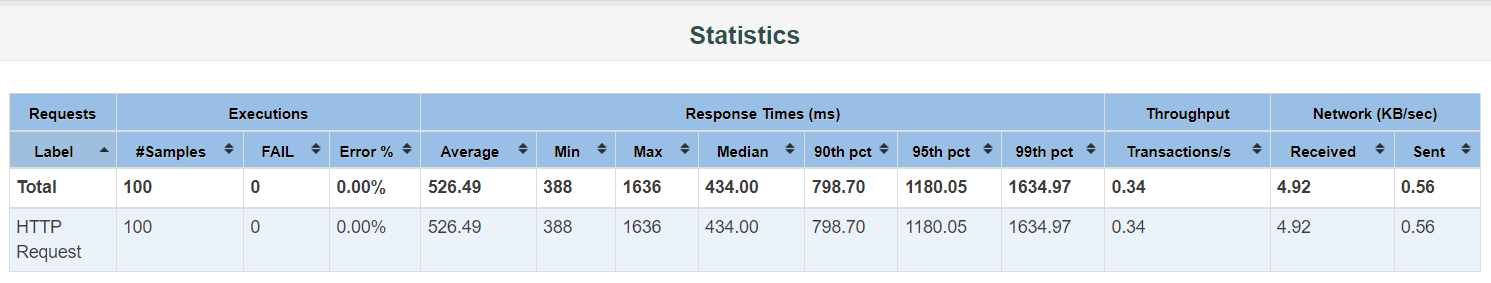 Statistics
Requests Executions Response Times (ms) Throughput Network (KB/sec)
Label #Samples FAIL Error % Average Min Max Median 90th pct 95th pct 99th pct Transactions/s Received Sent
Total 100 0 0.00% 526.49 388 1636 434.00 798.70 1180.05 1634.97 0.34 4.92 0.56
HTTP Request 100 0 0.00% 526.49 388 1636 434.00 798.70 1180.05 1634.97 0.34 4.92 0.56